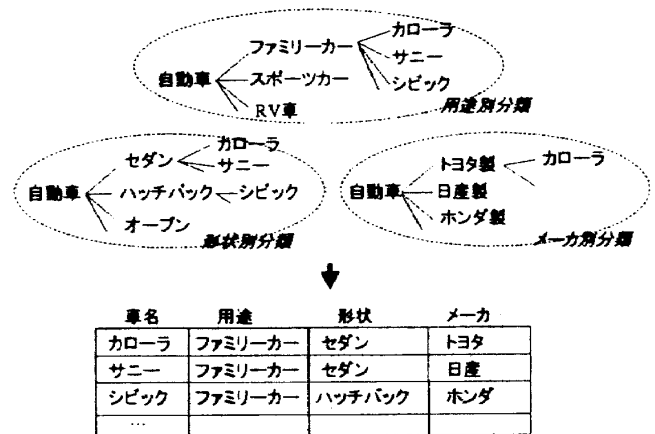 自動車
ファミリーカー
カローラ
サニー
シビック
スポーツカー
RV車
用途別分類
自動車
セダン
カローラ
サニー
ハッチバック
シビック
オープン
形状別分類
自動車
トヨタ製
カローラ
日産製
ホンダ製
メーカ別分類
車名 用途 形状 メーカ
カローラ ファミリーカー セダン トヨタ
サニー ファミリーカー セダン 日産
シビック ファミリーカー ハッチバック ホンダ
...